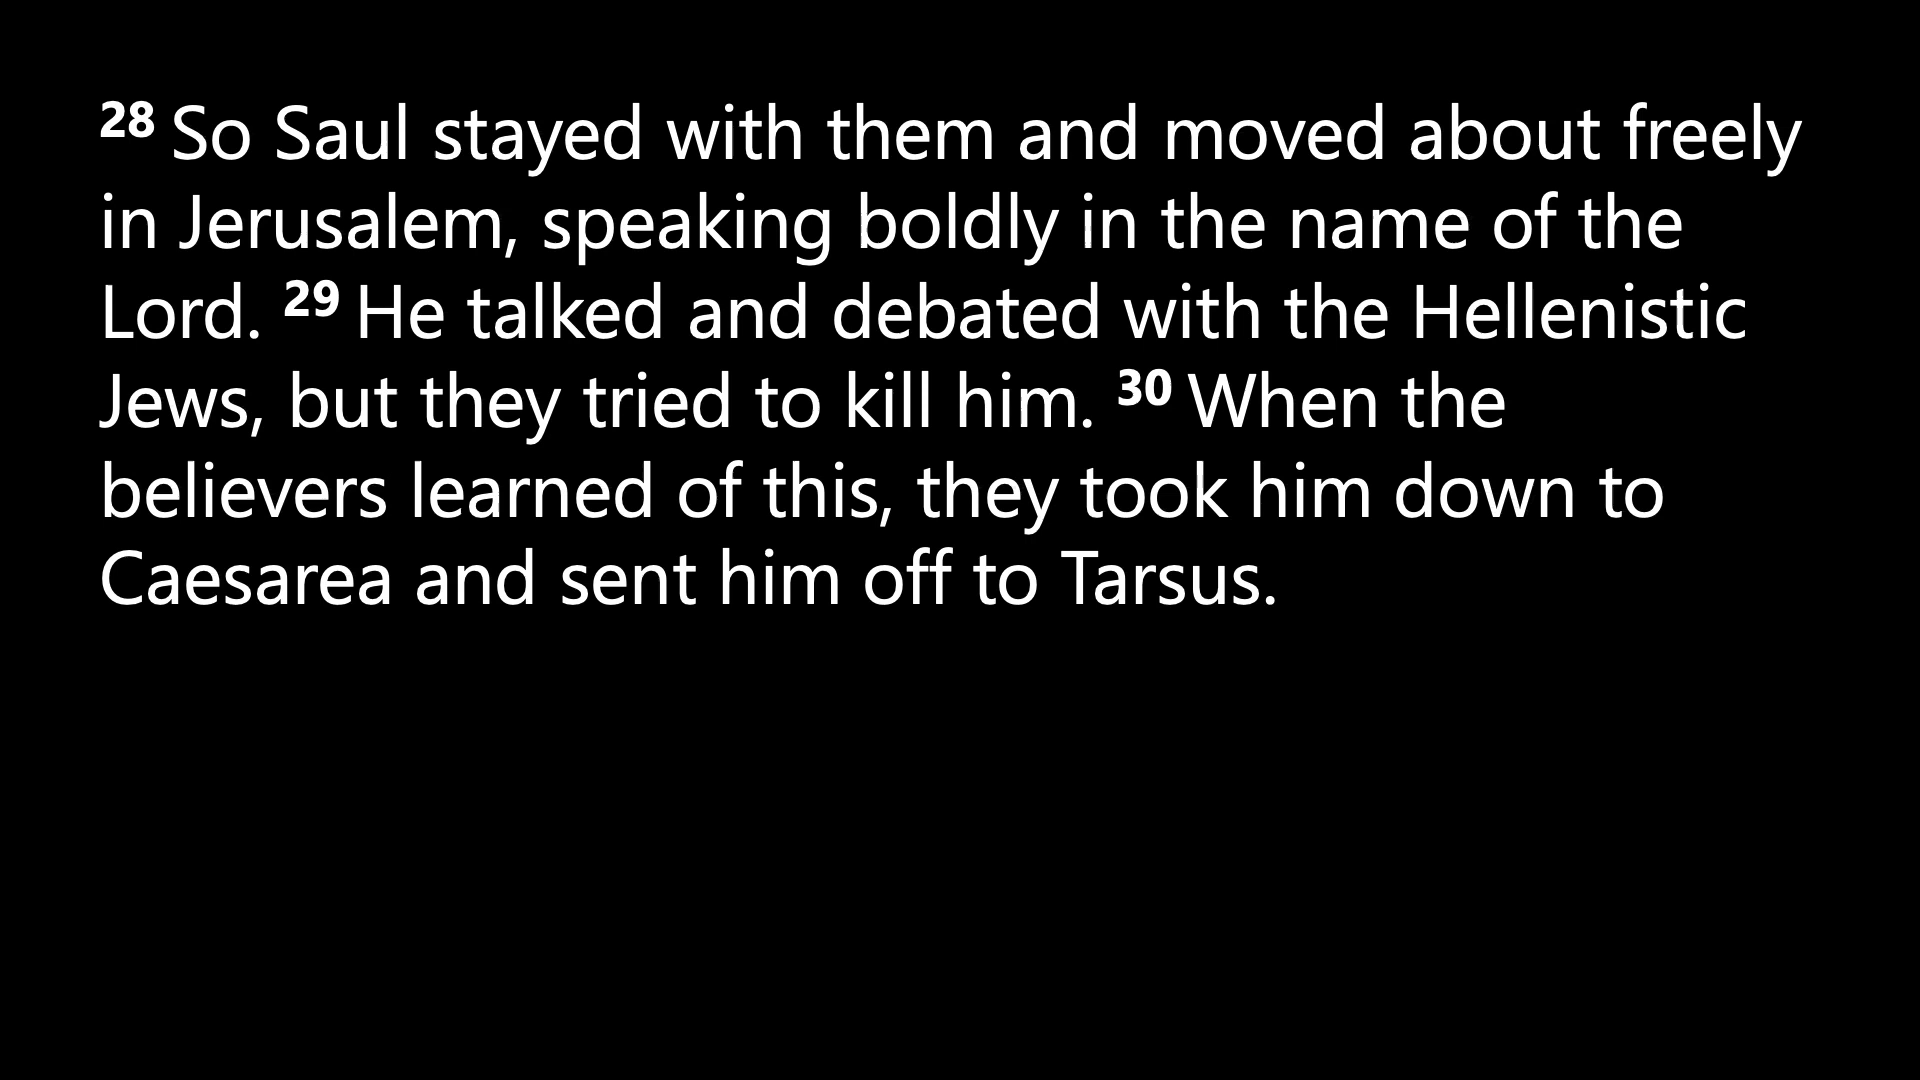 28 So Saul stayed with them and moved about freely
in Jerusalem, speaking boldly in the name of the
Lord. 29 He talked and debated with the Hellenistic
Jews, but they tried to kill him. 30 When the
believers learned of this, they took him down to
Caesarea and sent him off to Tarsus.